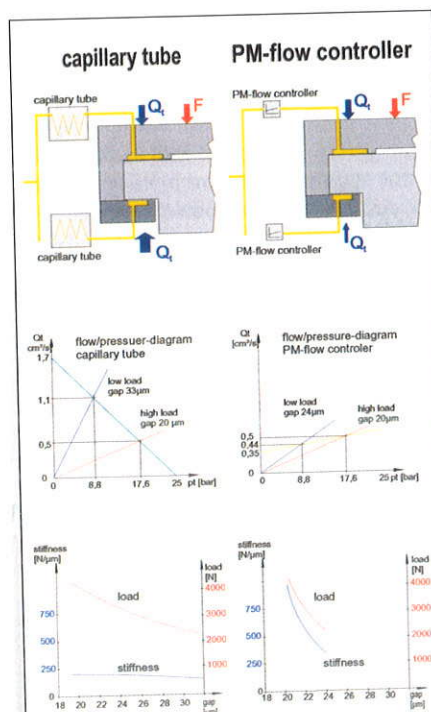 capillary tube
PM-flow controller
capillary tube
Qt
F
capillary tube
Qt
PM-flow controller
Qt
F
PM-flow controller
Qt
Qt
cm³/s]
flow/pressuer-diagram
capillary tube
1,7
low load
gap 33µm
1,1
high load
gap 20 µm
0,5
0
0
8,8
17,6
25 pt [bar]
Qt
[cm³/s]
flow/pressure-diagram
PM-flow controler
low load
gap 24µm
high load
gap 20µm
0,5
0,44
0,35
0
0
8,8
17,6
25 pt [bar]
stiffness
[N/µm]
load
[N]
load
4000
750
3000
500
2000
stiffness
250
1000
18 20 22 24 26 28 30 32 gap
[µm]
stiffness
[N/µm]
load
[N]
load
4000
750
3000
500
2000
stiffness
250
1000
18 20 22 24 26 28 30 32 gap
[µm]